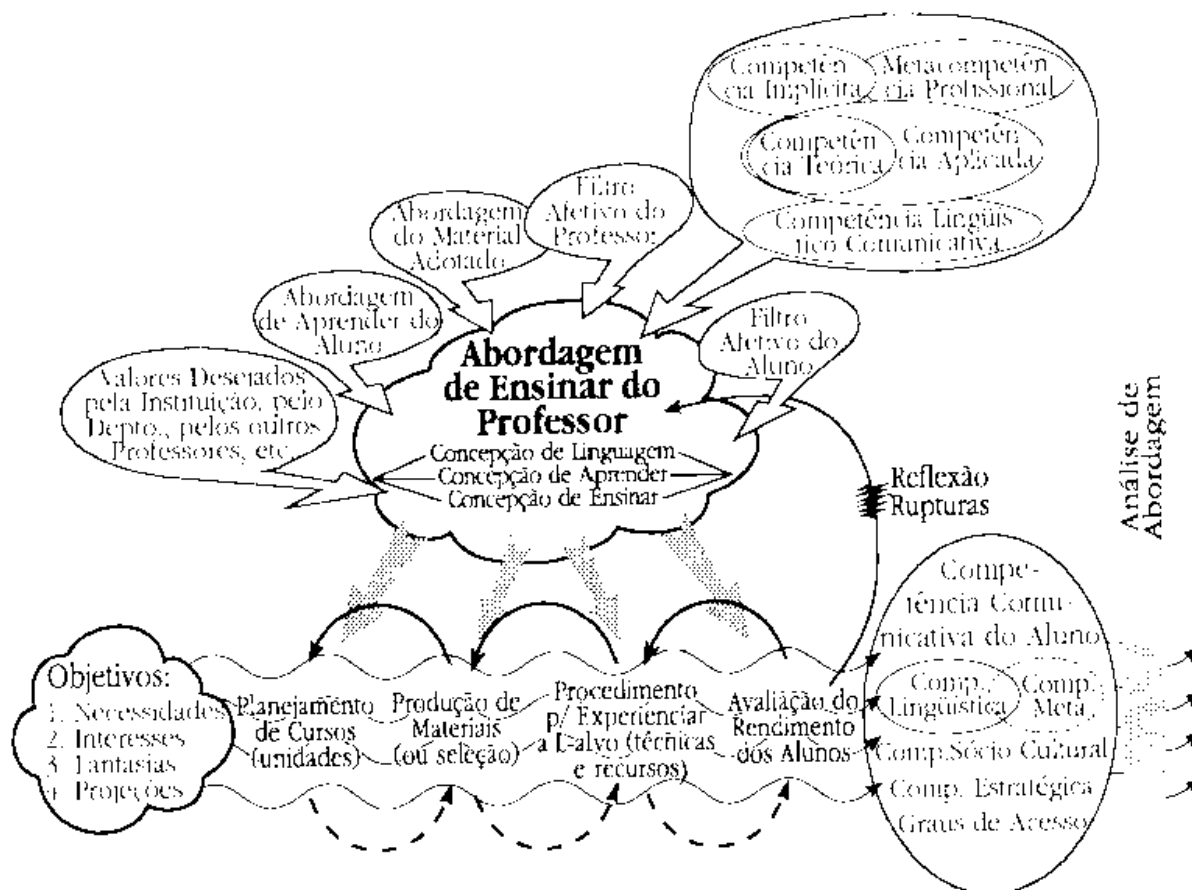 Competên
cia Implícita
Metacompetên
cia Profissional
Competên
cia Teórica
Competên
cia Aplicada
Competência Lingüis
tico Comunicativa
Filtro
Afetivo do
Professor
Abordagem
do Material
Adotado
Abordagem
de Aprender do
Aluno
Valores Desejados
pela Instituição, pelo
Depto., pelos outros
Professores, etc
Filtro
Afetivo do
Aluno
Abordagem
de Ensinar do
Professor
Concepção de Linguagem
Concepção de Aprender
Concepção de Ensinar
Reflexão
Rupturas
Análise de
Abordagem
Objetivos:
1. Necessidades
2. Interesses
3. Fantasias
4. Projeções
Planejamento
de Cursos
(unidades)
Produção de
Materiais
(ou seleção)
Procedimento
p/ Experienciar
a L-alvo (técnicas
e recursos)
Avaliação do
Rendimento
dos Alunos
Compe-
tência Comu-
nicativa do Aluno
Comp.
Lingüística
Comp.
Meta
Comp.Sócio Cultural
Comp. Estratégica
Graus de Acesso